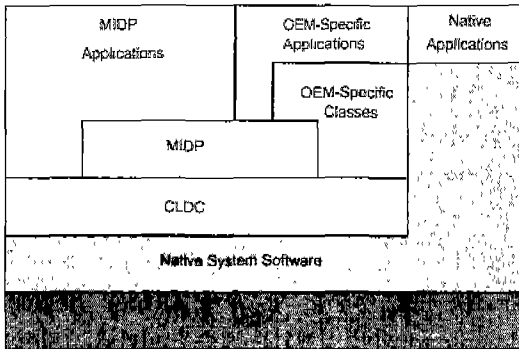 MIDP
Applications
OEM-Specific
Applications
Native
Applications
OEM-Specific
Classes
MIDP
CLDC
Native System Software